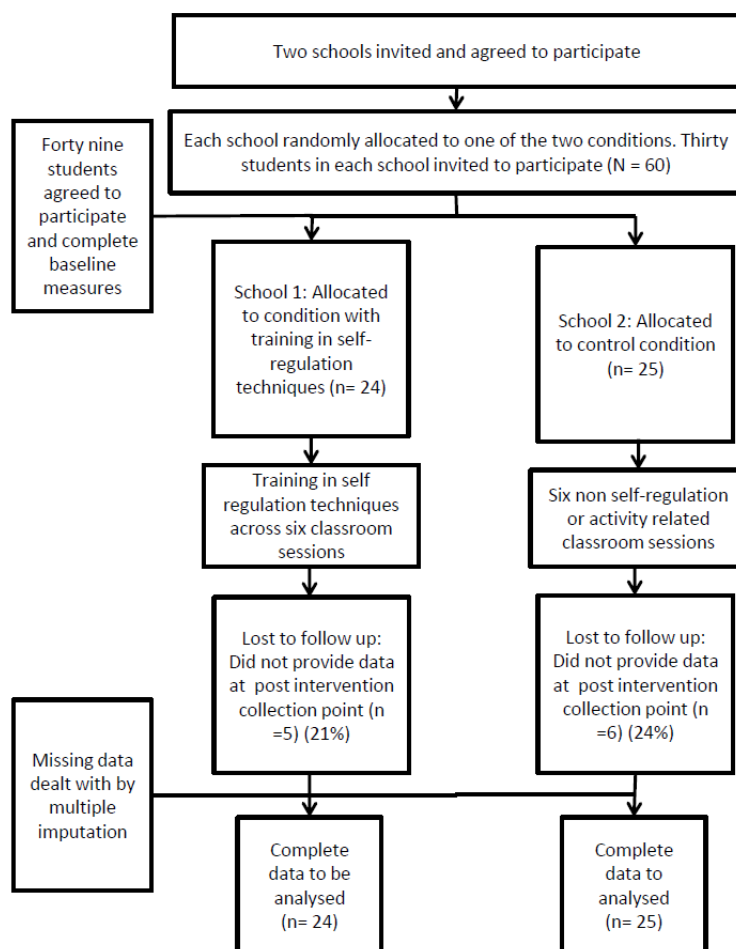 Two schools invited and agreed to participate
Each school randomly allocated to one of the two conditions. Thirty
students in each school invited to participate (N = 60)
Forty nine
students
agreed to
participate
and complete
baseline
measures
School 1: Allocated
to condition with
training in self-
regulation
techniques (n= 24)
School 2: Allocated
to control condition
(n= 25)
Training in self
regulation techniques
across six classroom
sessions
Six non self-regulation
or activity related
classroom sessions
Lost to follow up:
Did not provide data
at post intervention
collection point (n
=5) (21%)
Lost to follow up:
Did not provide data
at post intervention
collection point (n
=6) (24%)
Missing data
dealt with by
multiple
imputation
Complete
data to be
analysed
(n= 24)
Complete
data to
analysed
(n= 25)